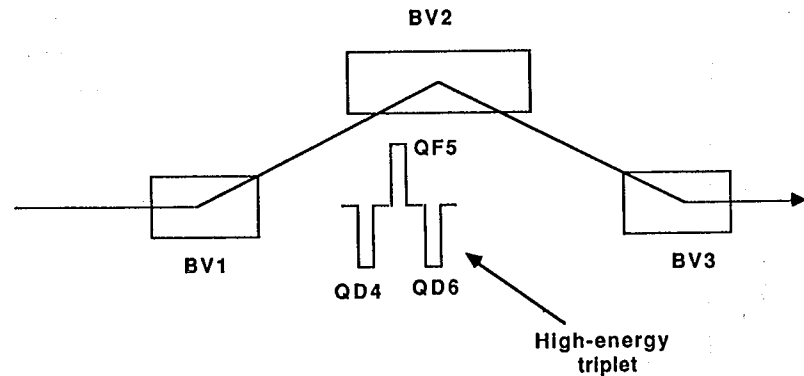 BV2
QF5
BV1
BV3
QD4
QD6
High-energy
triplet